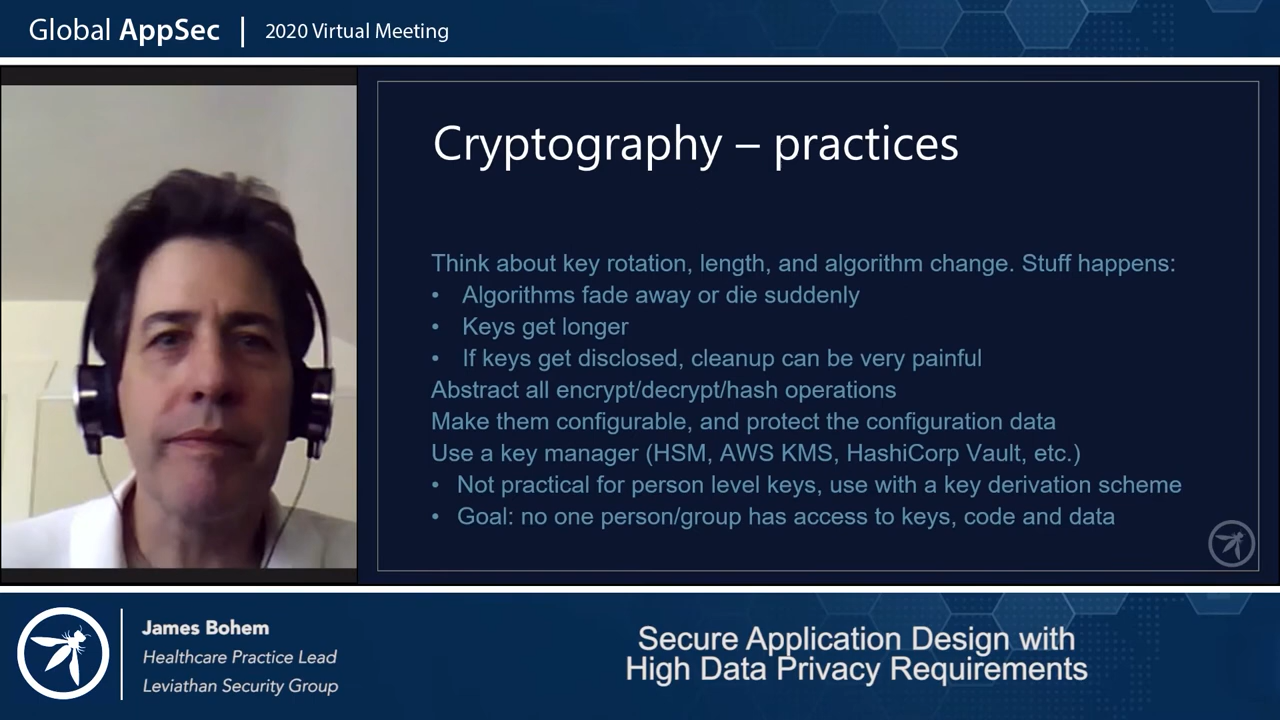 Global AppSec | 2020 Virtual Meeting
Cryptography – practices
Think about key rotation, length, and algorithm change. Stuff happens:
• Algorithms fade away or die suddenly
• Keys get longer
• If keys get disclosed, cleanup can be very painful
Abstract all encrypt/decrypt/hash operations
Make them configurable, and protect the configuration data
Use a key manager (HSM, AWS KMS, HashiCorp Vault, etc.)
• Not practical for person level keys, use with a key derivation scheme
• Goal: no one person/group has access to keys, code and data
James Bohem
Healthcare Practice Lead
Leviathan Security Group
Secure Application Design with
High Data Privacy Requirements